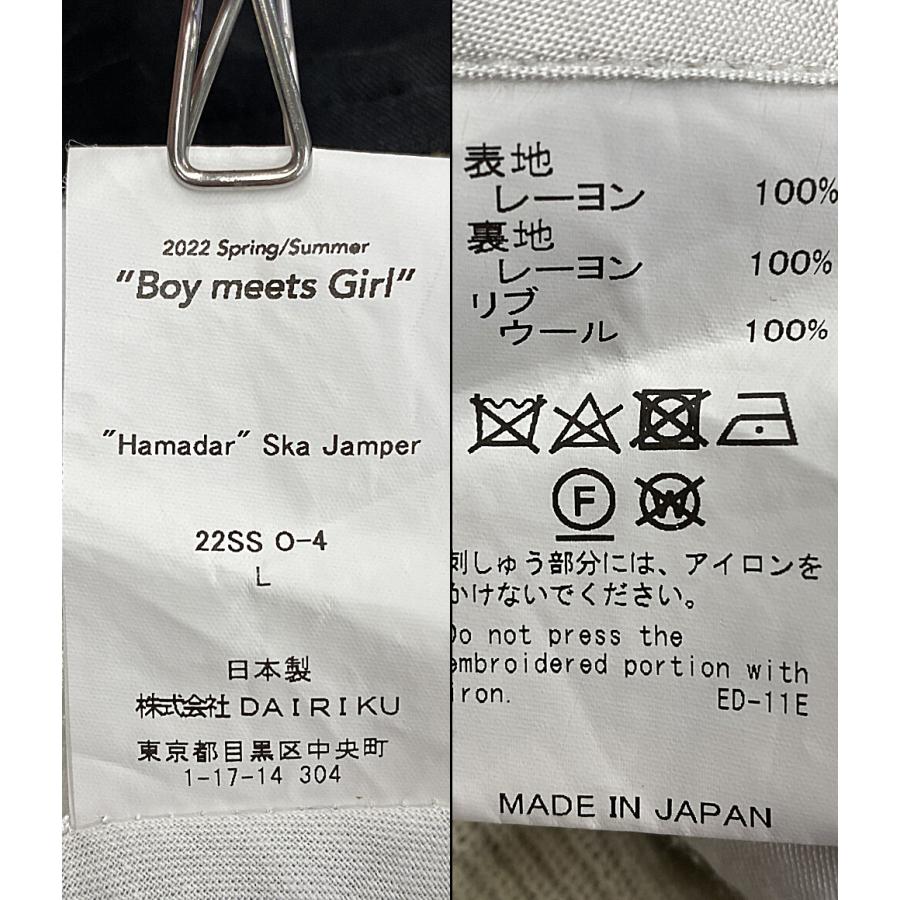 2022 Spring/Summer
"Boy meets Girl"
"Hamadar" Ska Jamper
22SS O-4
L
日本製
株式会社 DAIRIKU
東京都目黒区中央町
1-17-14 304
表地
レーヨン 100%
裏地
レーヨン 100%
リブ
ウール 100%
F
W
刺しゅう部分には、アイロンを
かけないでください。
Do not press the
embroidered portion with
iron. ED-11E
MADE IN JAPAN